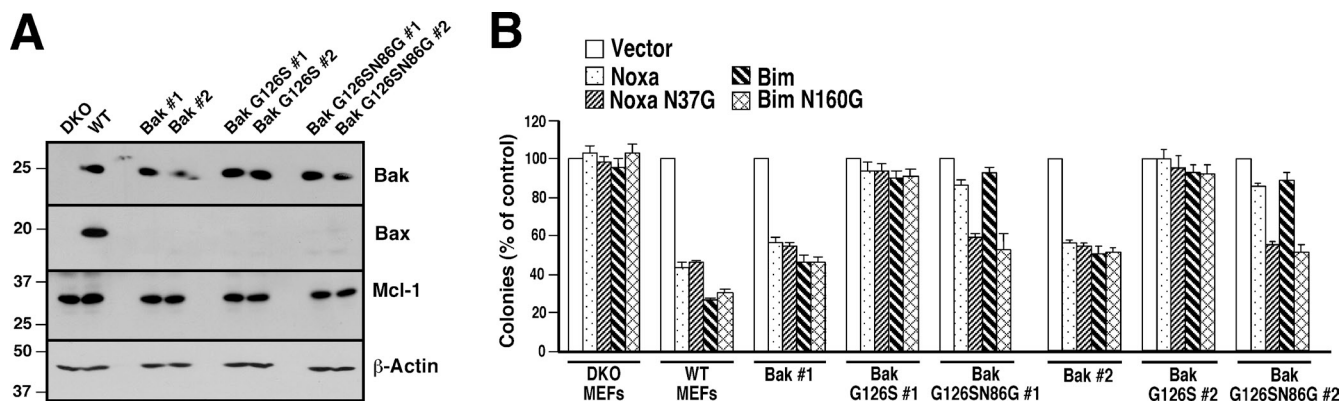 A
DKO
WT
Bak #1
Bak #2
Bak G126S #1
Bak G126S #2
Bak G126SN86G #1
Bak G126SN86G #2
25
Bak
20
Bax
37
Mcl-1
25
50
β-Actin
37
B
Vector
Noxa
Bim
Noxa N37G
Bim N160G
Colonies (% of control)
120
100
80
60
40
20
0
DKO
MEFs
WT
MEFs
Bak #1
Bak
G126S #1
Bak
G126SN86G #1
Bak #2
Bak
G126S #2
Bak
G126SN86G #2